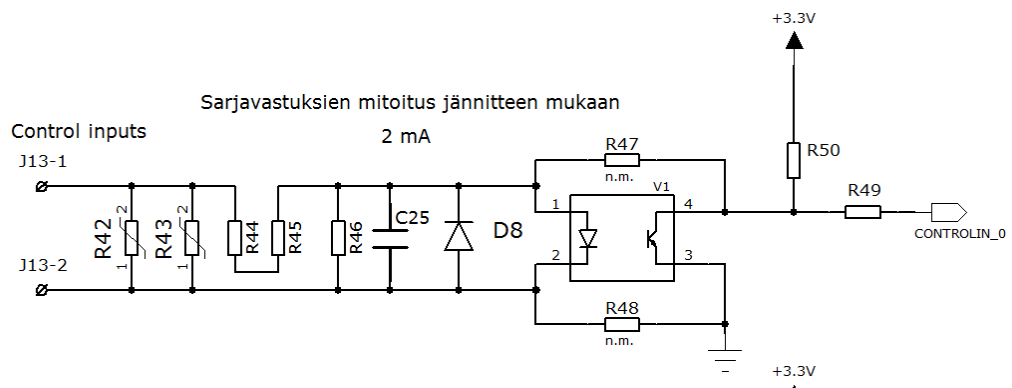 +3.3V
Sarjavastuksien mitoitus jännitteen mukaan
2 mA
Control inputs
J13-1
R47
n.m.
R50
V1
R49
1
4
2
2
R42
R43
R44
R45
R46
C25
D8
CONTROLIN_0
1
1
2
3
J13-2
R48
n.m.
+3.3V